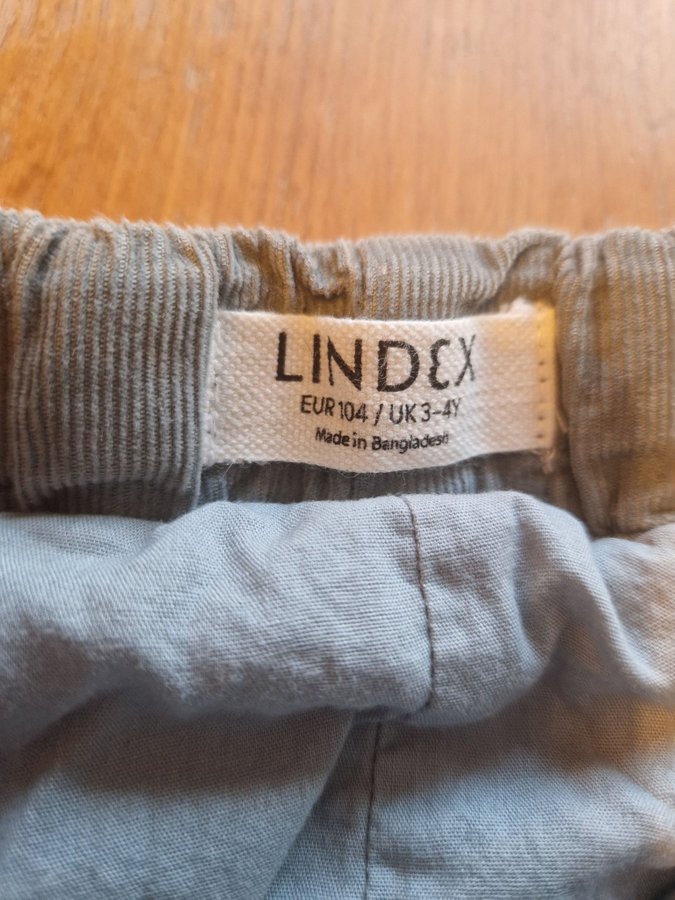 LINDEX
EUR 104 / UK 3-4Y
Made in Bangladesh